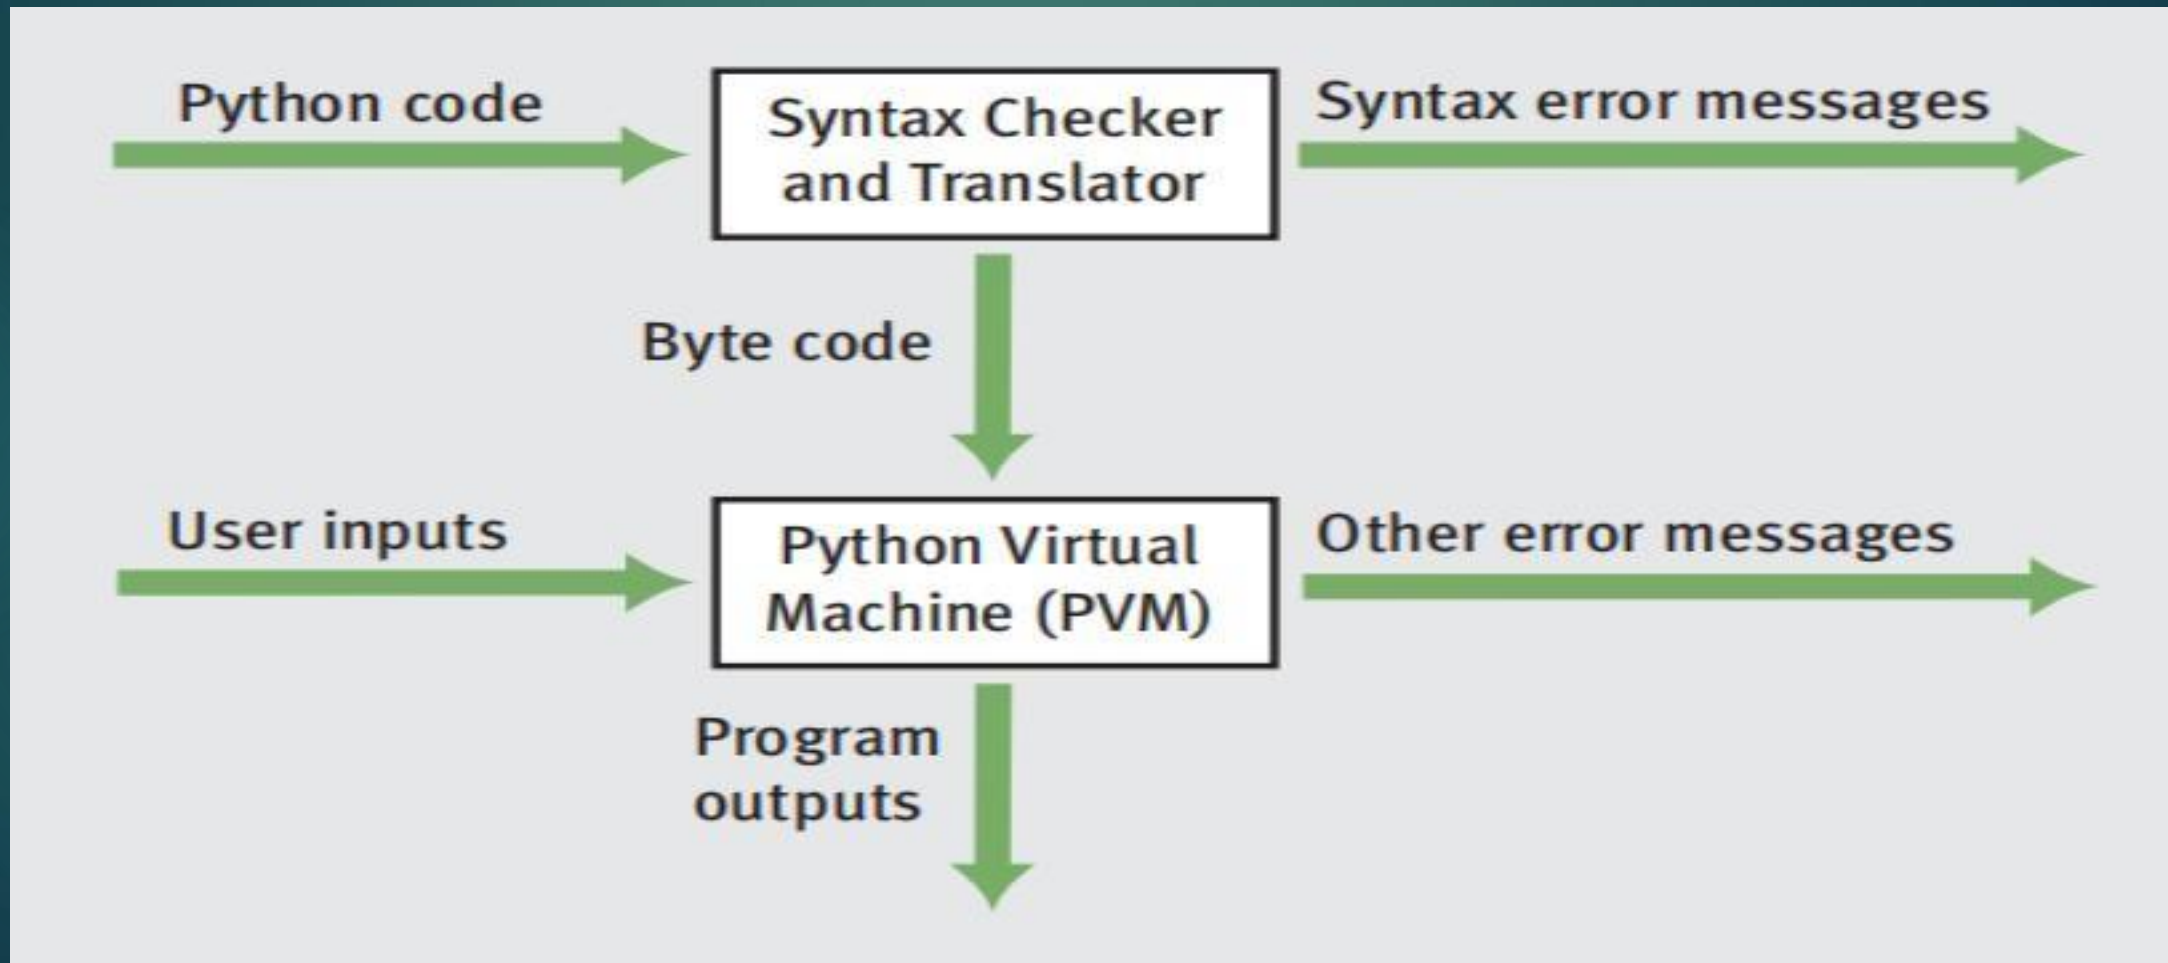 Python code
Syntax Checker
and Translator
Syntax error messages
Byte code
User inputs
Python Virtual
Machine (PVM)
Other error messages
Program
outputs